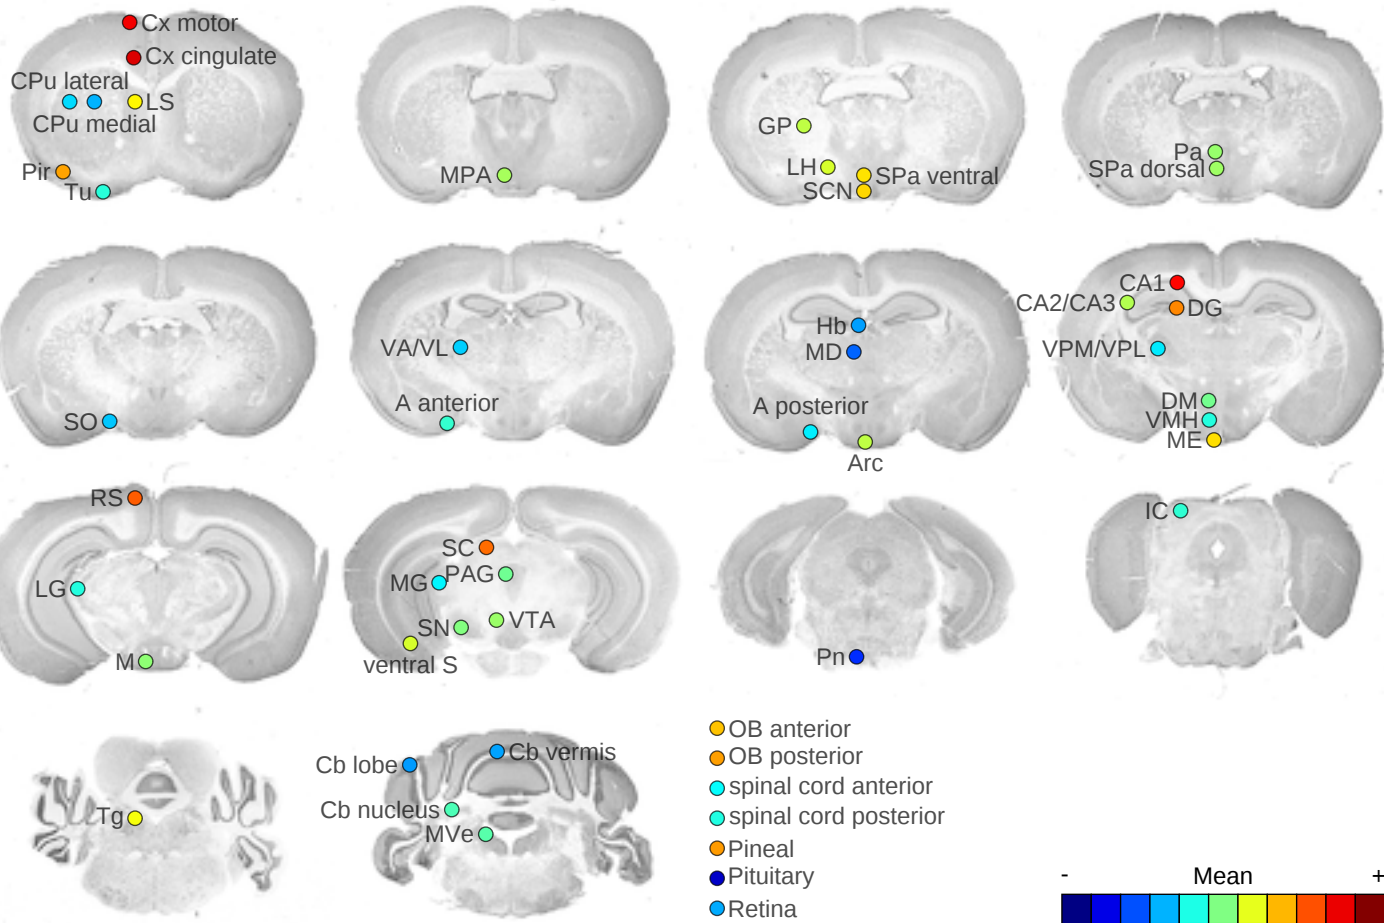 Cx motor
Cx cingulate
CPu lateral
LS
CPu medial
Pir
Tu
MPA
GP
LH
SPa ventral
SCN
Pa
SPa dorsal
SO
VA/VL
A anterior
Hb
MD
A posterior
Arc
CA1
CA2/CA3
DG
VPM/VPL
DM
VMH
ME
RS
LG
M
SC
MG
PAG
SN
VTA
ventral S
Pn
IC
Tg
Cb lobe
Cb vermis
Cb nucleus
MVe
OB anterior
OB posterior
spinal cord anterior
spinal cord posterior
Pineal
Pituitary
Retina
- Mean +